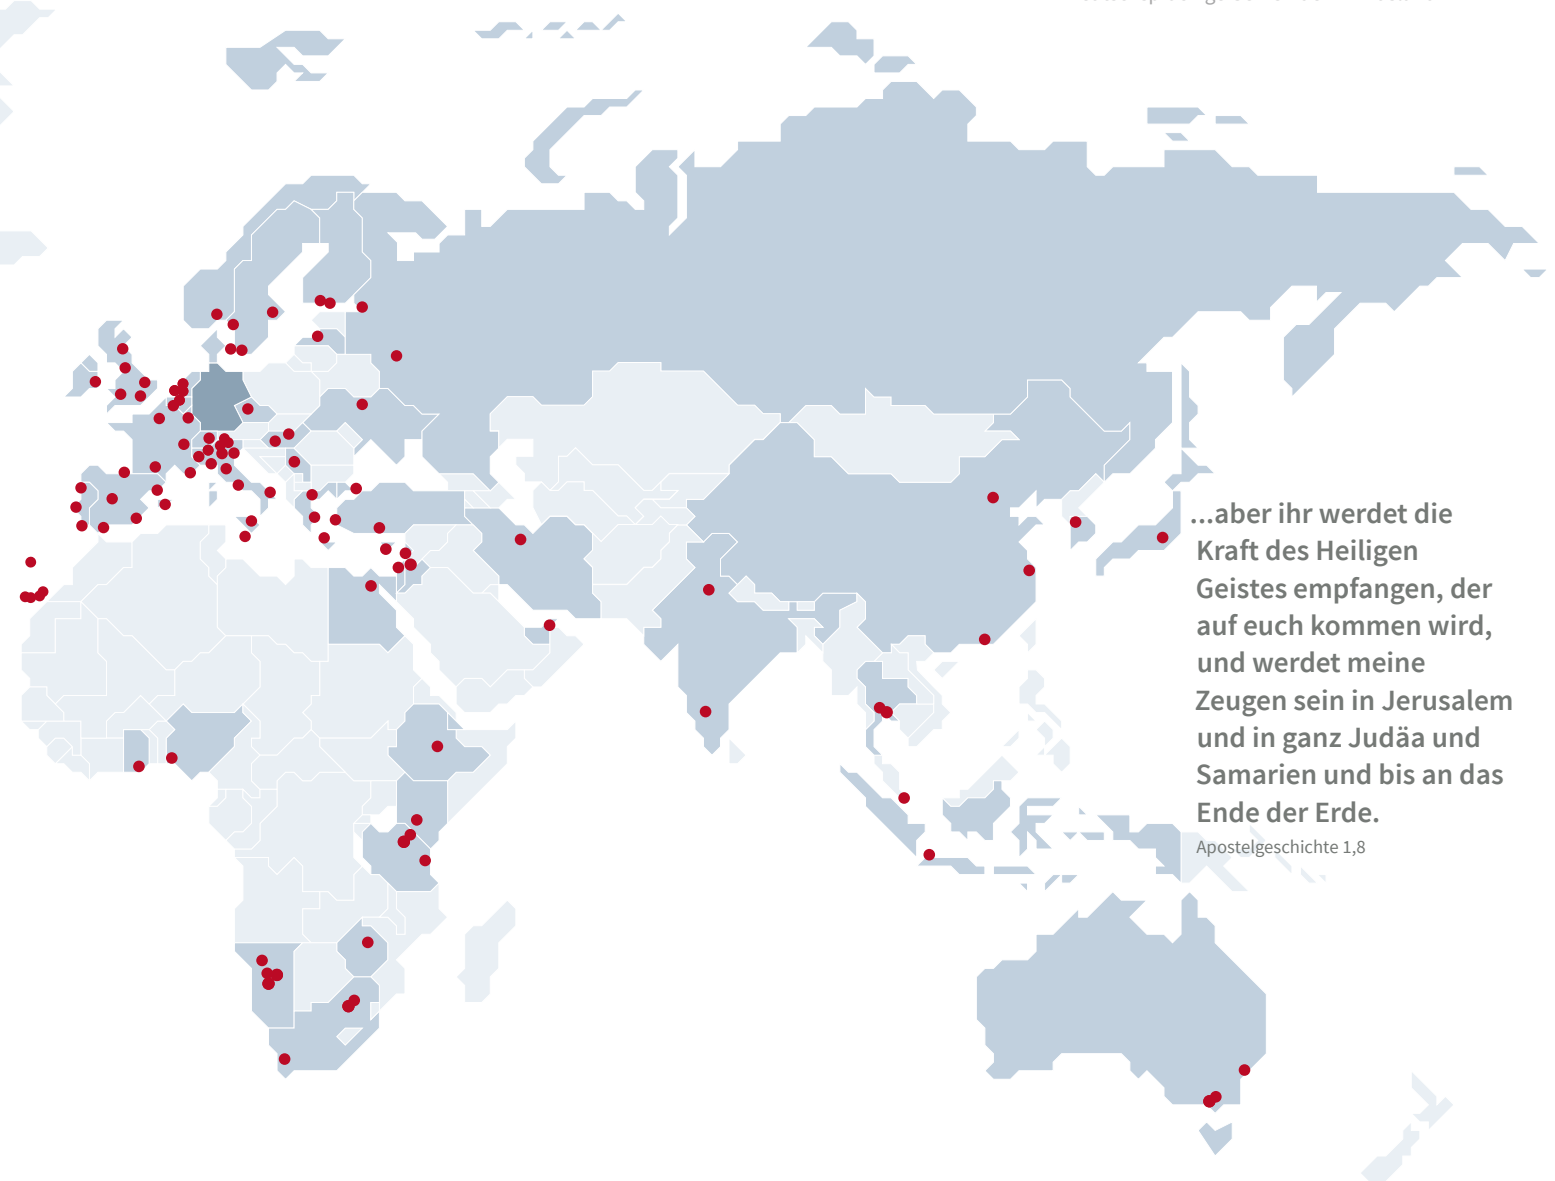 ...aber ihr werdet die
Kraft des Heiligen
Geistes empfangen, der
auf euch kommen wird,
und werdet meine
Zeugen sein in Jerusalem
und in ganz Judäa und
Samarien und bis an das
Ende der Erde.
Apostelgeschichte 1,8